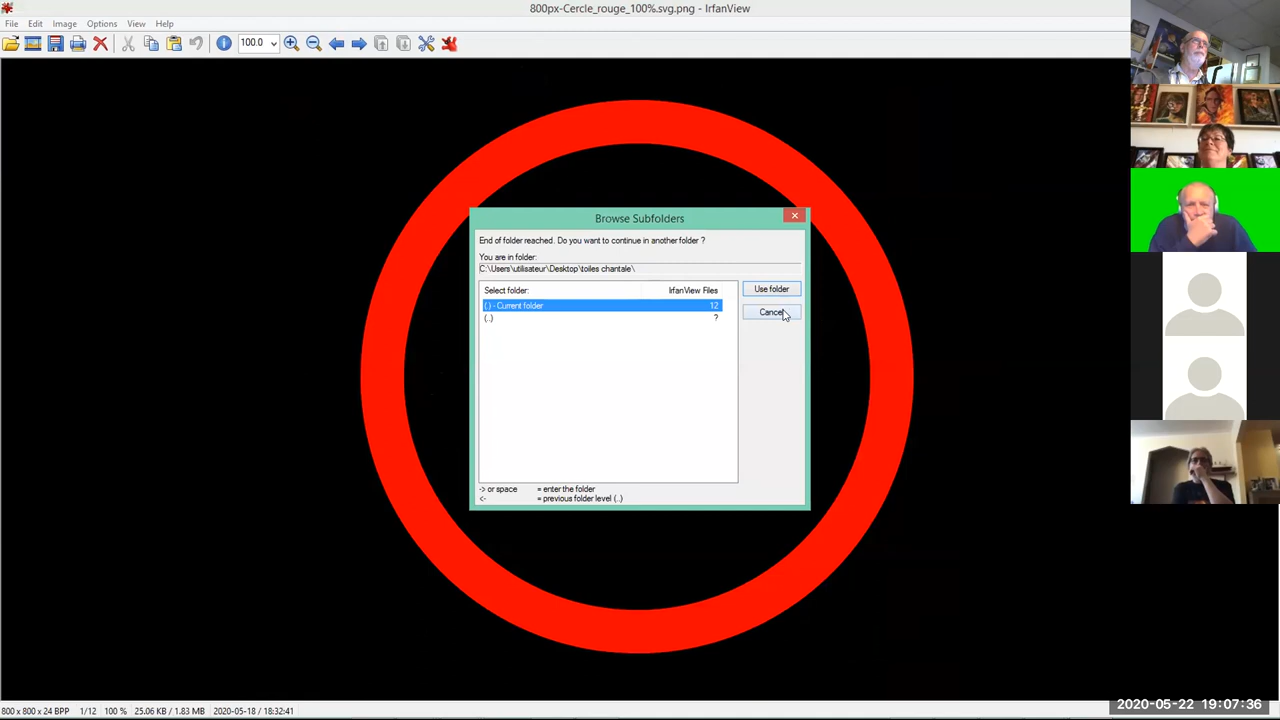 800px-Cercle_rouge_100%.svg.png - IrfanView
File Edit Image Options View Help
100.0
Browse Subfolders
End of folder reached. Do you want to continue in another folder ?
You are in folder:
C:\Users\utilisateur\Desktop\toiles chantale\
Select folder: IrfanView Files
(.) - Current folder 12
(..) ?
Use folder
Cancel
-> or space = enter the folder
<- = previous folder level (..)
800 x 800 x 24 BPP 1/12 100 % 25.06 KB / 1.83 MB 2020-05-18 / 18:32:41
2020-05-22 19:07:36